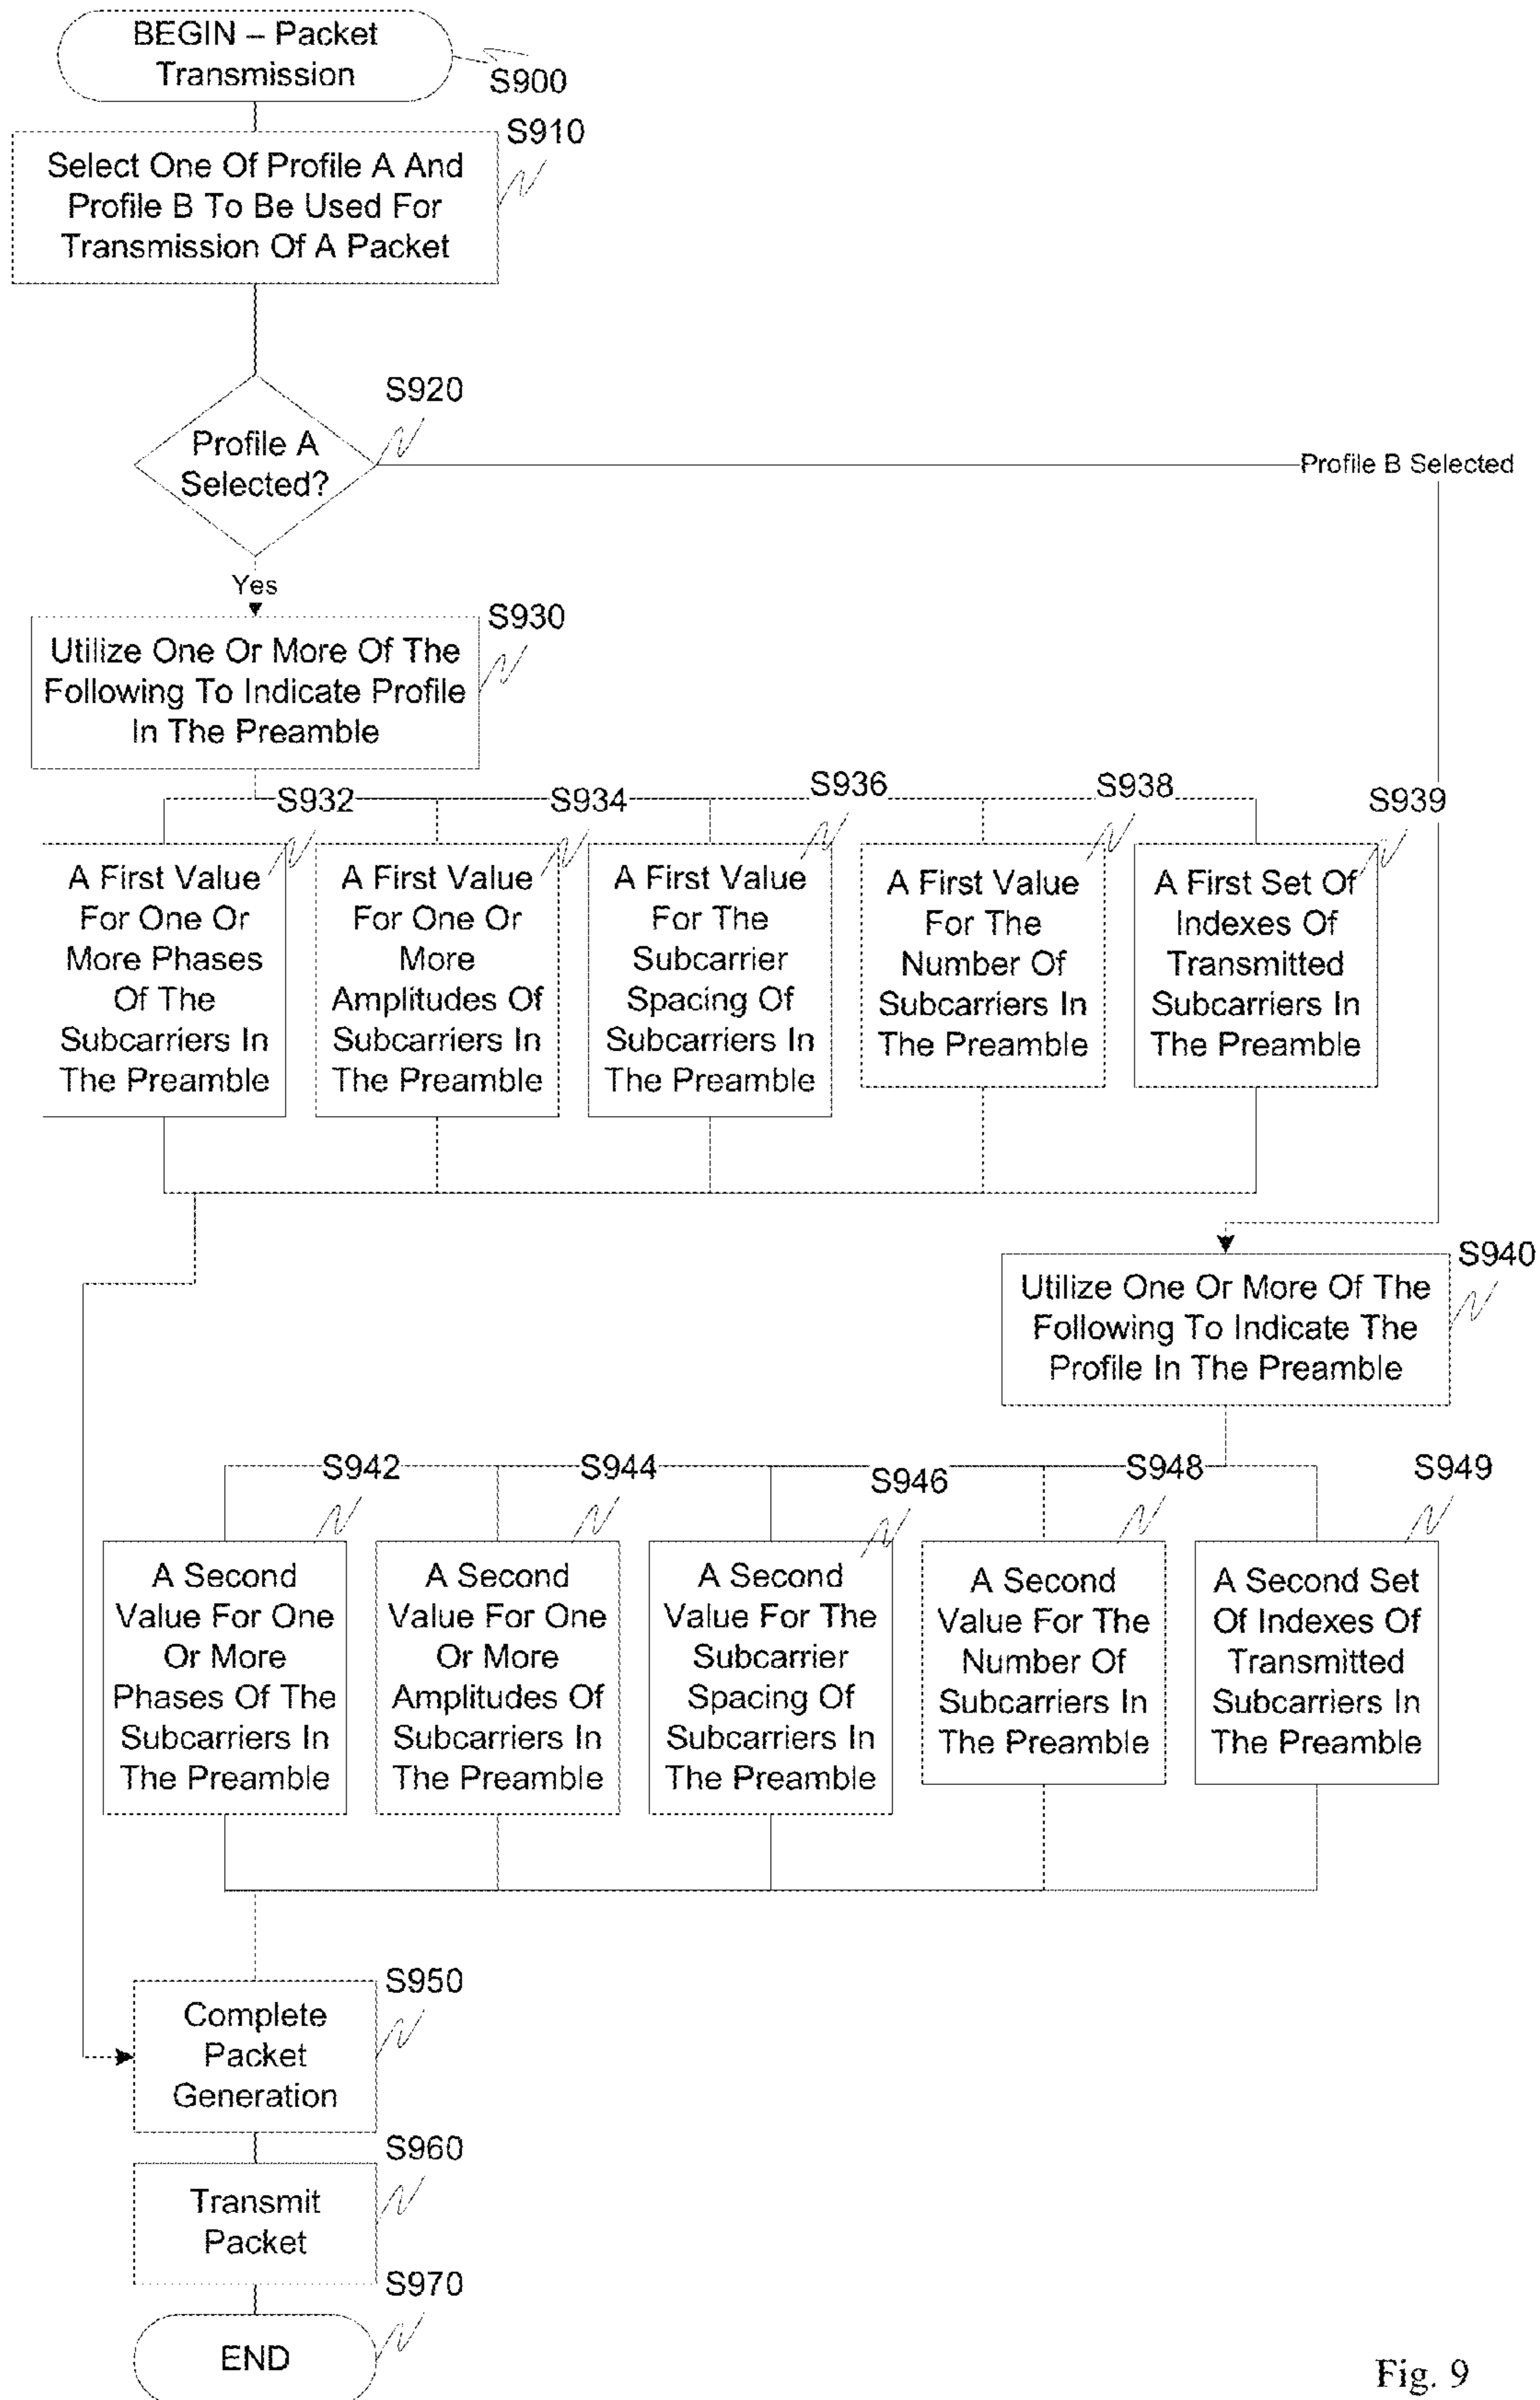 BEGIN – Packet
Transmission
S900
S910
Select One Of Profile A And
Profile B To Be Used For
Transmission Of A Packet
S920
Profile A
Selected?
Profile B Selected
Yes
S930
Utilize One Or More Of The
Following To Indicate Profile
In The Preamble
S932
A First Value
For One Or
More Phases
Of The
Subcarriers In
The Preamble
S934
A First Value
For One Or
More
Amplitudes Of
Subcarriers In
The Preamble
S936
A First Value
For The
Subcarrier
Spacing Of
Subcarriers In
The Preamble
S938
A First Value
For The
Number Of
Subcarriers In
The Preamble
S939
A First Set Of
Indexes Of
Transmitted
Subcarriers In
The Preamble
S940
Utilize One Or More Of The
Following To Indicate The
Profile In The Preamble
S942
A Second
Value For One
Or More
Phases Of The
Subcarriers In
The Preamble
S944
A Second
Value For One
Or More
Amplitudes Of
Subcarriers In
The Preamble
S946
A Second
Value For The
Subcarrier
Spacing Of
Subcarriers In
The Preamble
S948
A Second
Value For The
Number Of
Subcarriers In
The Preamble
S949
A Second Set
Of Indexes Of
Transmitted
Subcarriers In
The Preamble
S950
Complete
Packet
Generation
S960
Transmit
Packet
S970
END
Fig. 9